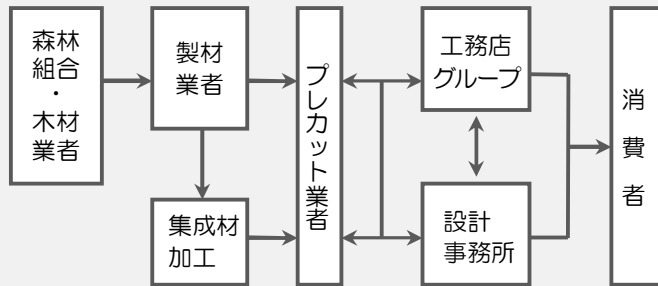 森林
組合
・
木材
業者
製材
業者
集成材
加工
プレカット業者
工務店
グループ
設計
事務所
消費者